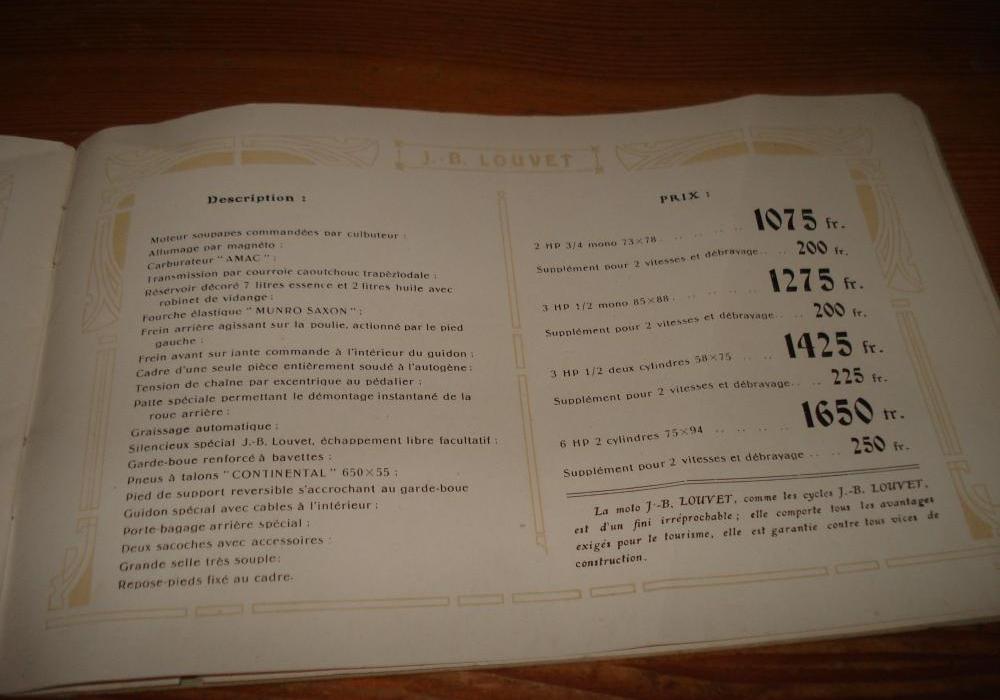 J.-B. LOUVET
Description :
Moteur soupapes commandées par culbuteur ;
Allumage par magnéto ;
Carburateur "AMAC" ;
Transmission par courroie caoutchouc trapèziodale ;
Réservoir décoré 7 litres essence et 2 litres huile avec
robinet de vidange ;
Fourche élastique "MUNRO SAXON" ;
Frein arrière agissant sur la poulie, actionné par le pied
gauche ;
Frein avant sur jante commande à l'intérieur du guidon ;
Cadre d'une seule pièce entièrement soudé à l'autogène ;
Tension de chaîne par excentrique au pédalier ;
Patte spéciale permettant le démontage instantané de la
roue arrière ;
Graissage automatique ;
Silencieux spécial J.-B. Louvet, échappement libre facultatif ;
Garde-boue renforcé à bavettes ;
Pneus à talons "CONTINENTAL" 650×55 ;
Pied de support reversible s'accrochant au garde-boue
Guidon spécial avec cables à l'intérieur ;
Porte-bagage arrière spécial ;
Deux sacoches avec accessoires ;
Grande selle très souple ;
Repose-pieds fixé au cadre.
PRIX :
2 HP 3/4 mono 73×78. .. .. .. .. 1075 fr.
Supplément pour 2 vitesses et débrayage.. .. 200 fr.
3 HP 1/2 mono 85×88. .. .. .. .. 1275 fr.
Supplément pour 2 vitesses et débrayage.. .. 200 fr.
3 HP 1/2 deux cylindres 58×75 .. .. 1425 fr.
Supplément pour 2 vitesses et débrayage.. .. 225 fr.
6 HP 2 cylindres 75×94 .. .. .. .. 1650 fr.
Supplément pour 2 vitesses et débrayage .. .. 250 fr.
La moto J.-B. LOUVET, comme les cycles J.-B. LOUVET,
est d'un fini irréprochable ; elle comporte tous les avantages
exigés pour le tourisme, elle est garantie contre tous vices de
construction.